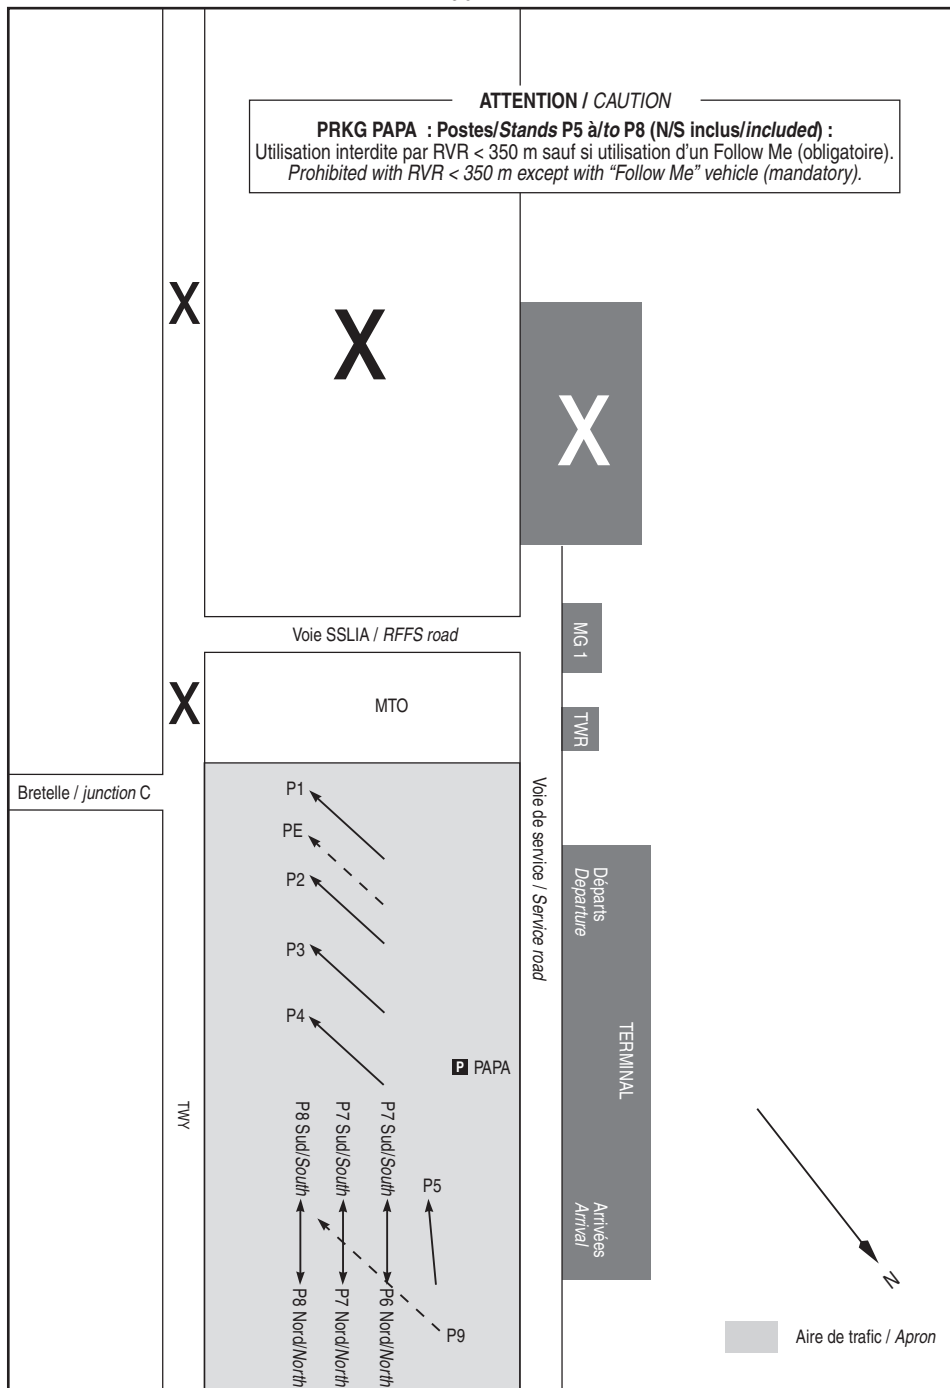 ATTENTION / CAUTION
PRKG PAPA : Postes/Stands P5 à/to P8 (N/S inclus/included) :
Utilisation interdite par RVR < 350 m sauf si utilisation d'un Follow Me (obligatoire).
Prohibited with RVR < 350 m except with “Follow Me” vehicle (mandatory).
X
X
X
Voie SSLIA / RFFS road
MG 1
X
MTO
TWR
Bretelle / junction C
P1
PE
P2
P3
P4
Voie de service / Service road
Départs
Departure
TERMINAL
Arrivées
Arrival
P PAPA
TWY
P8 Sud/South
P7 Sud/South
P7 Sud/South
P5
P8 Nord/North
P7 Nord/North
P6 Nord/North
P9
N
Aire de trafic / Apron